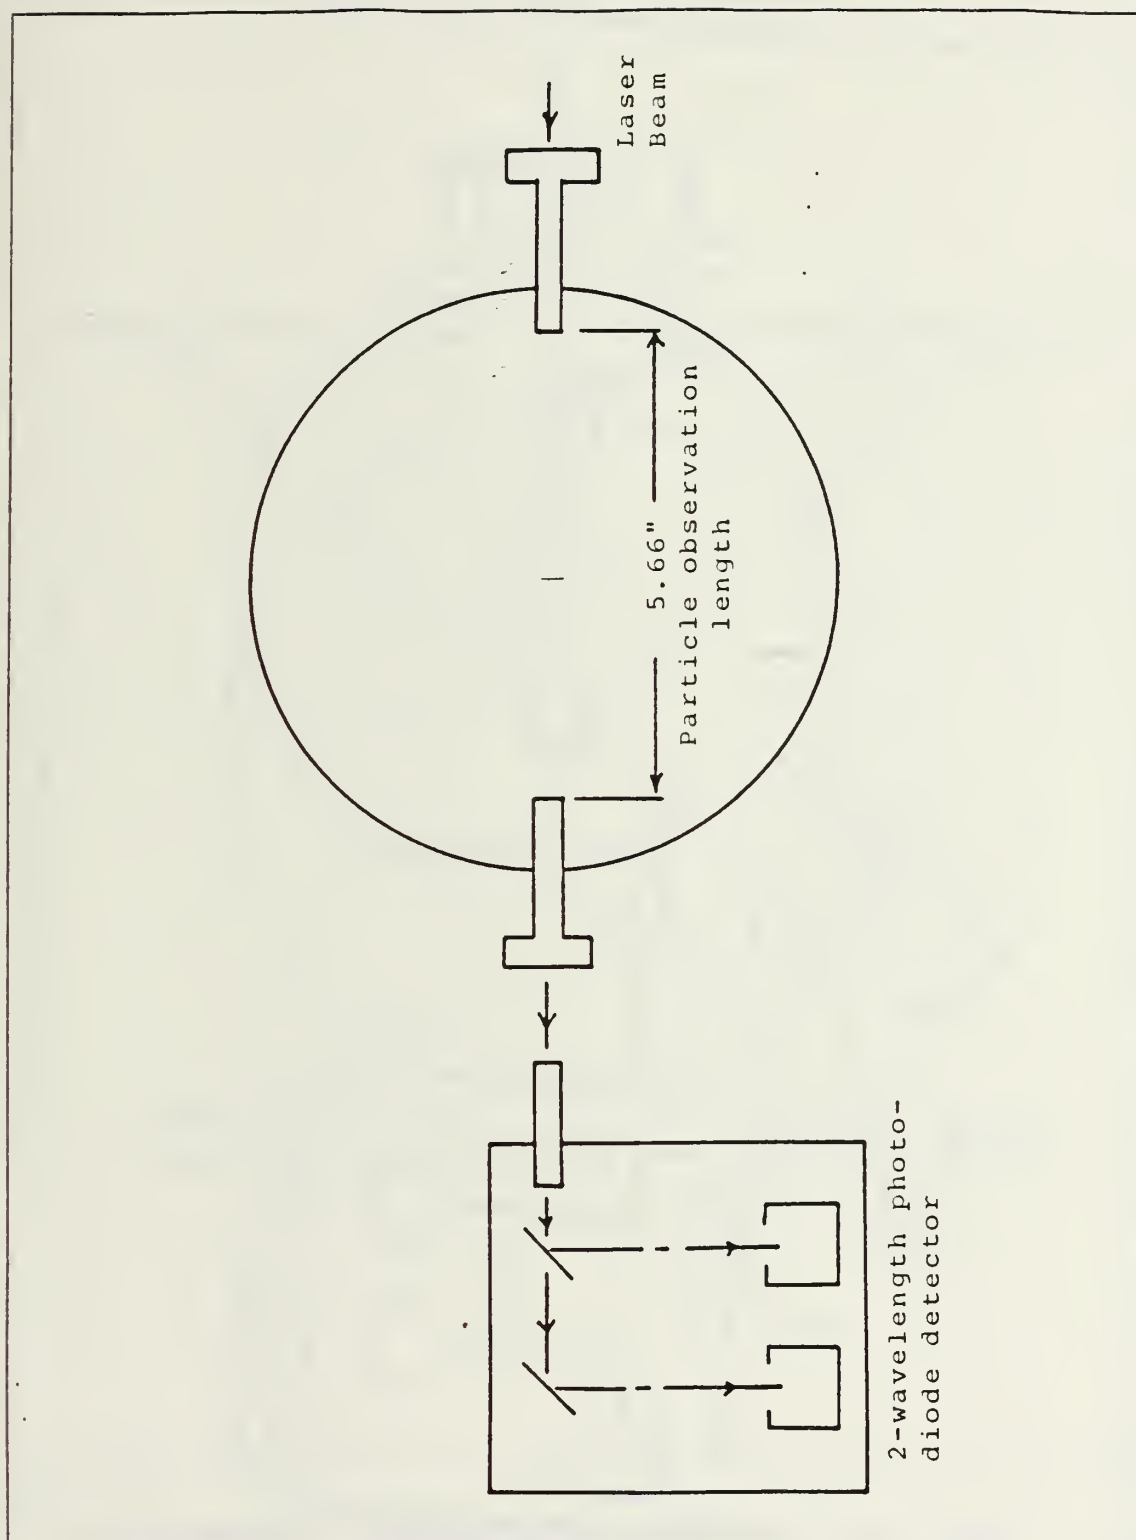 Laser
Beam
5.66"
Particle observation
length
2-wavelength photo-
diode detector